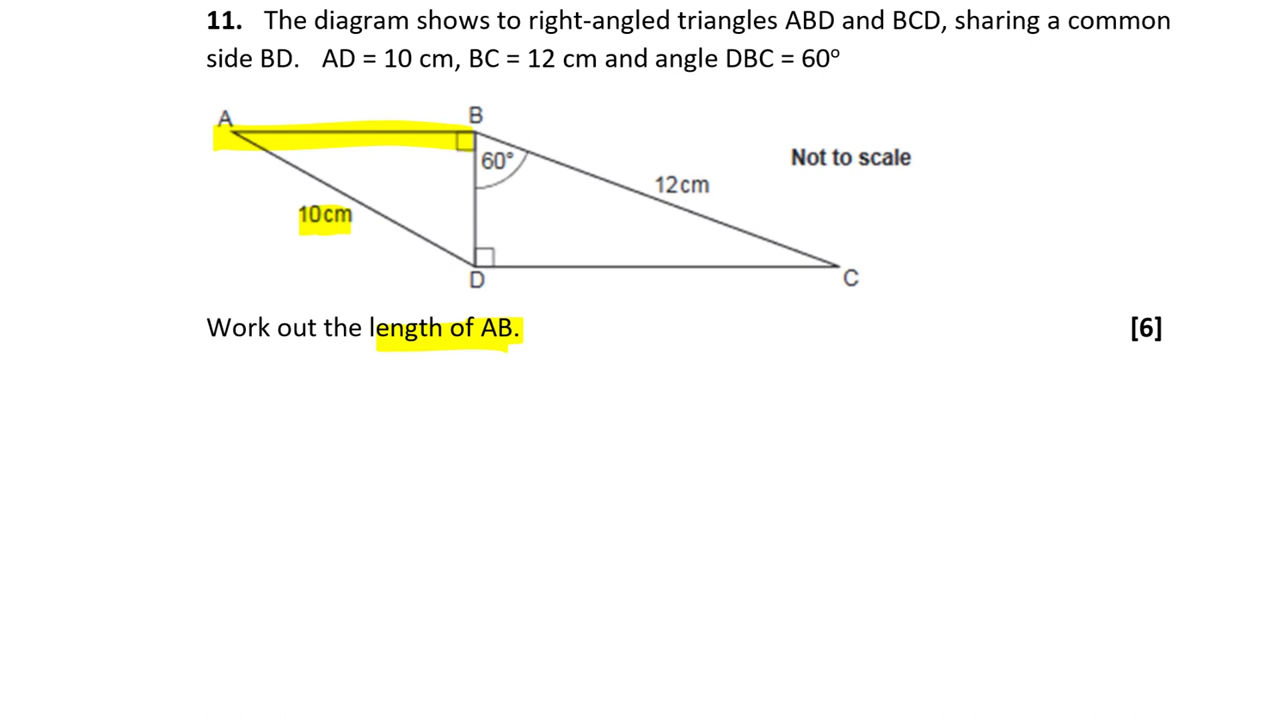 11. The diagram shows to right-angled triangles ABD and BCD, sharing a common
side BD. AD = 10 cm, BC = 12 cm and angle DBC = 60°
A
B
60°
Not to scale
12cm
10cm
D
C
Work out the length of AB. [6]